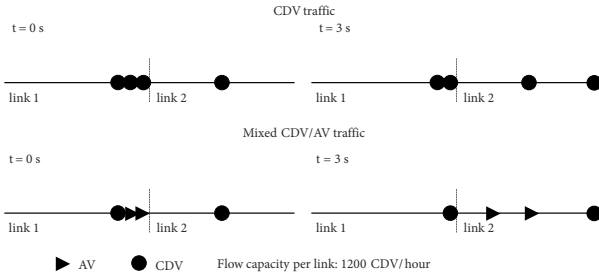 CDV traffic
t = 0 s
t = 3 s
link 1
link 2
link 1
link 2
Mixed CDV/AV traffic
t = 0 s
t = 3 s
link 1
link 2
link 1
link 2
AV
CDV
Flow capacity per link: 1200 CDV/hour